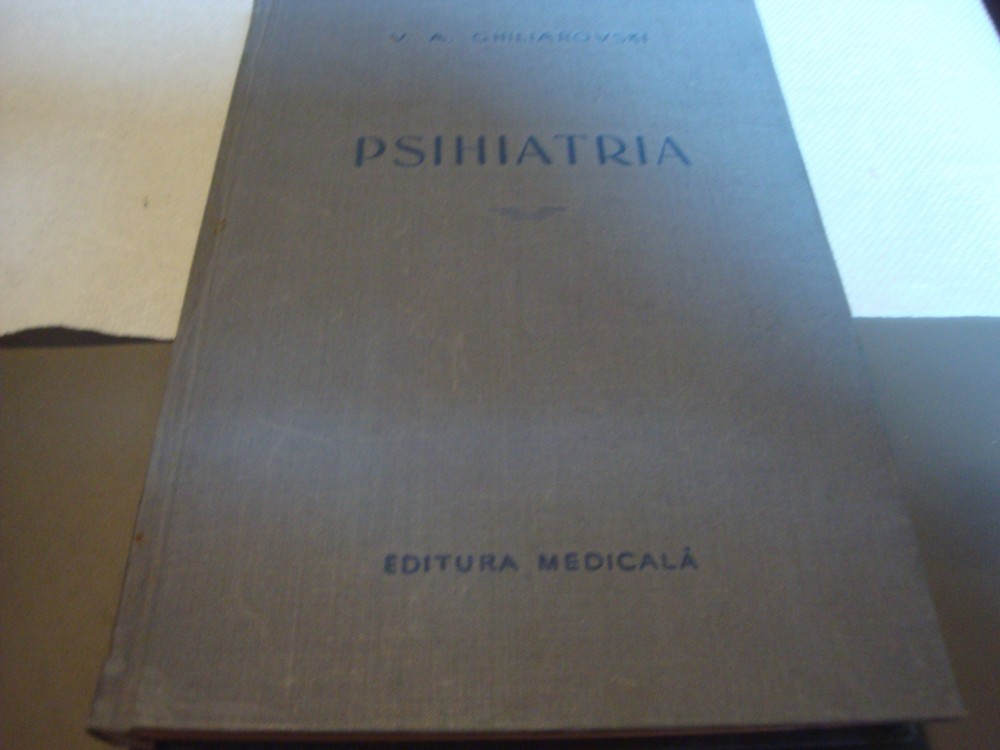 V. A. GHILIAROVSKI
PSIHIATRIA
EDITURA MEDICALĂ